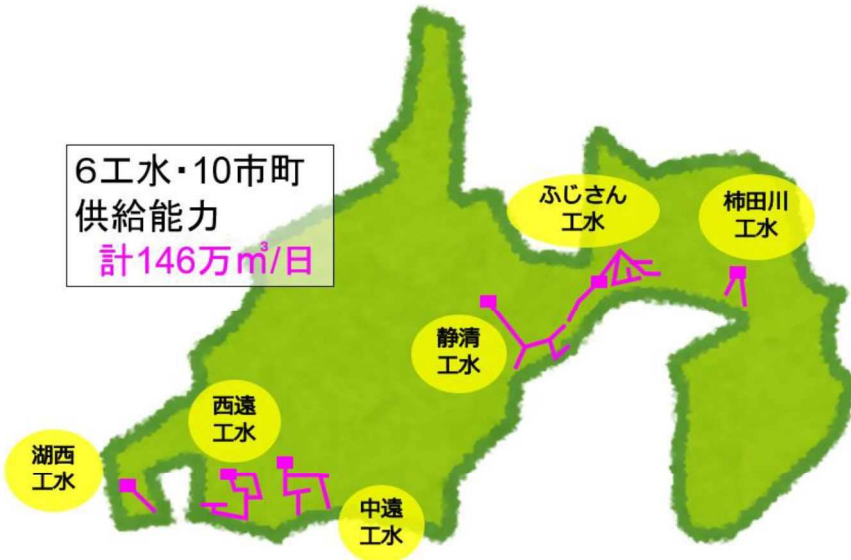 6工水・10市町
供給能力
計146万㎥/日
ふじさん
工水
柿田川
工水
静清
工水
西遠
工水
湖西
工水
中遠
工水